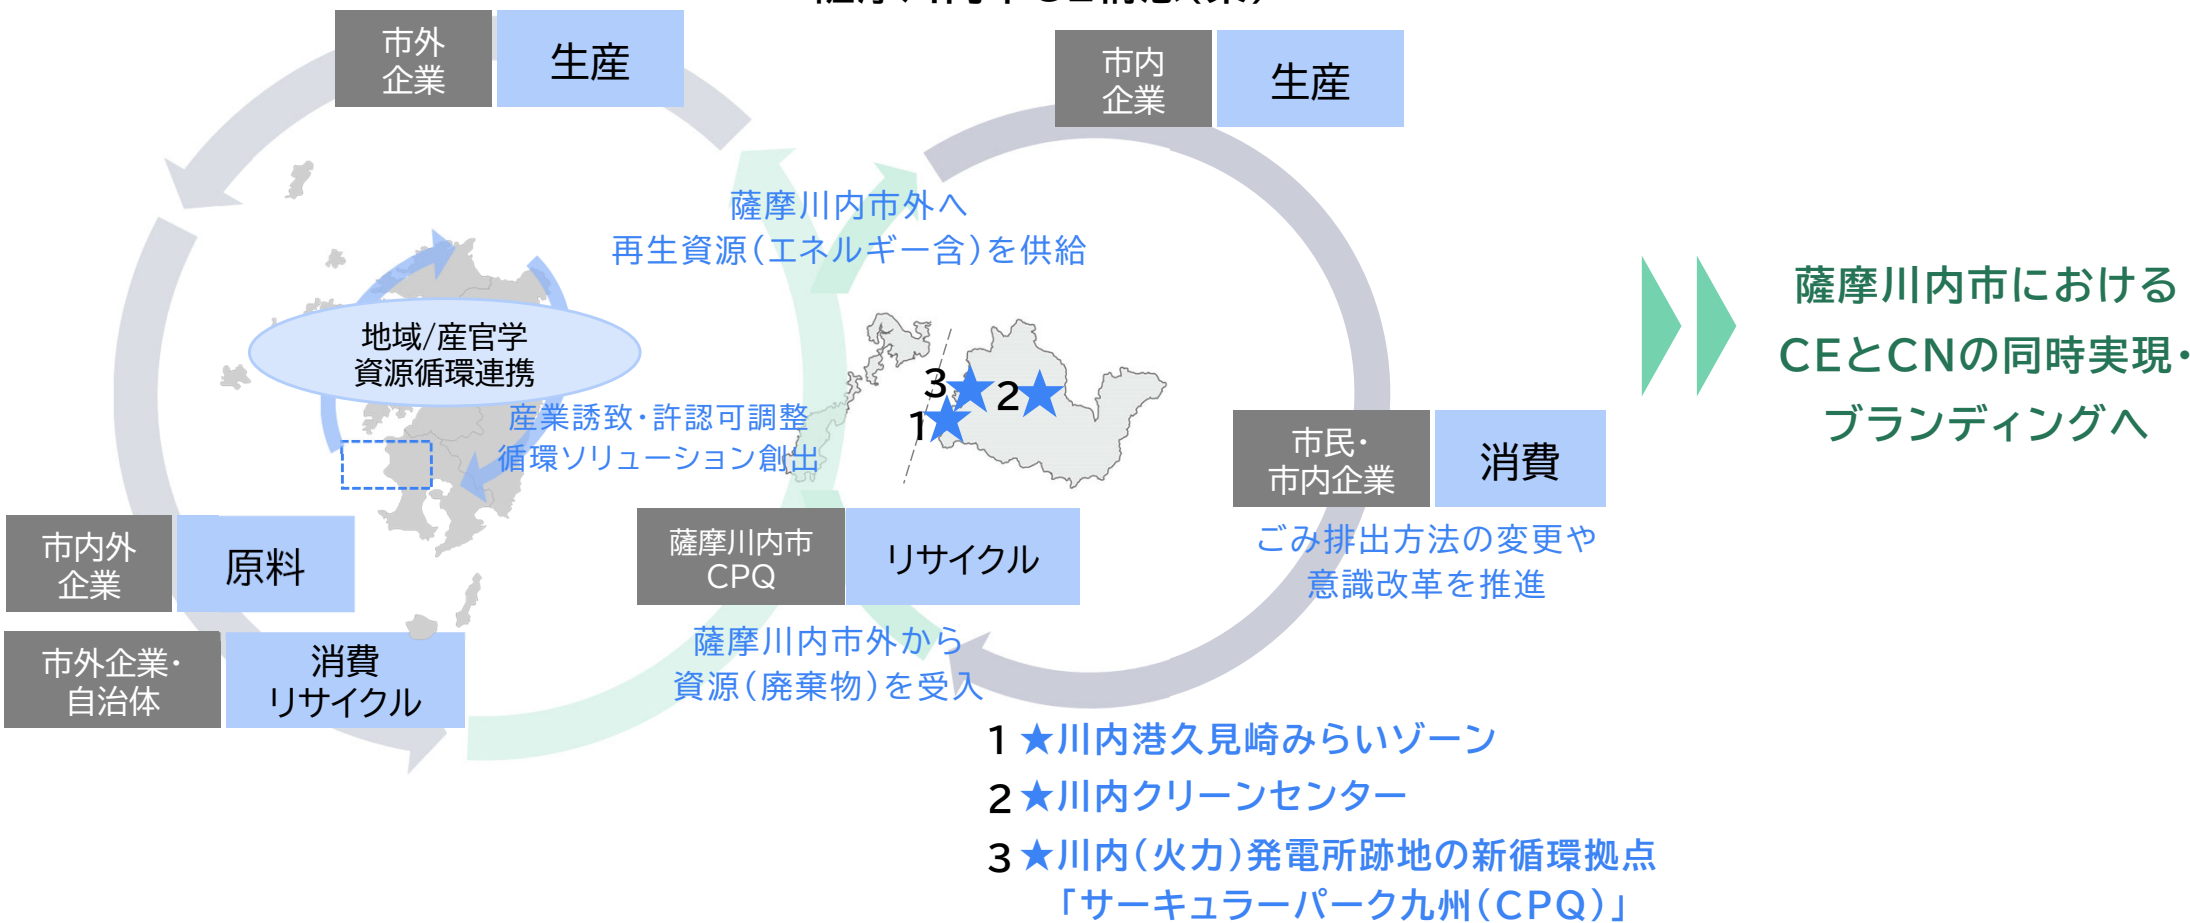 市外
企業
生産
市内
企業
生産
薩摩川内市外へ
再生資源(エネルギー含)を供給
地域/産官学
資源循環連携
産業誘致・許認可調整
循環ソリューション創出
3
2
1
薩摩川内市における
CEとCNの同時実現・
ブランディングへ
市民・
市内企業
消費
ごみ排出方法の変更や
意識改革を推進
市内外
企業
原料
薩摩川内市
CPQ
リサイクル
市外企業・
自治体
消費
リサイクル
薩摩川内市外から
資源(廃棄物)を受入
1 ★川内港久見崎みらいゾーン
2 ★川内クリーンセンター
3 ★川内(火力)発電所跡地の新循環拠点
「サーキュラーパーク九州(CPQ)」